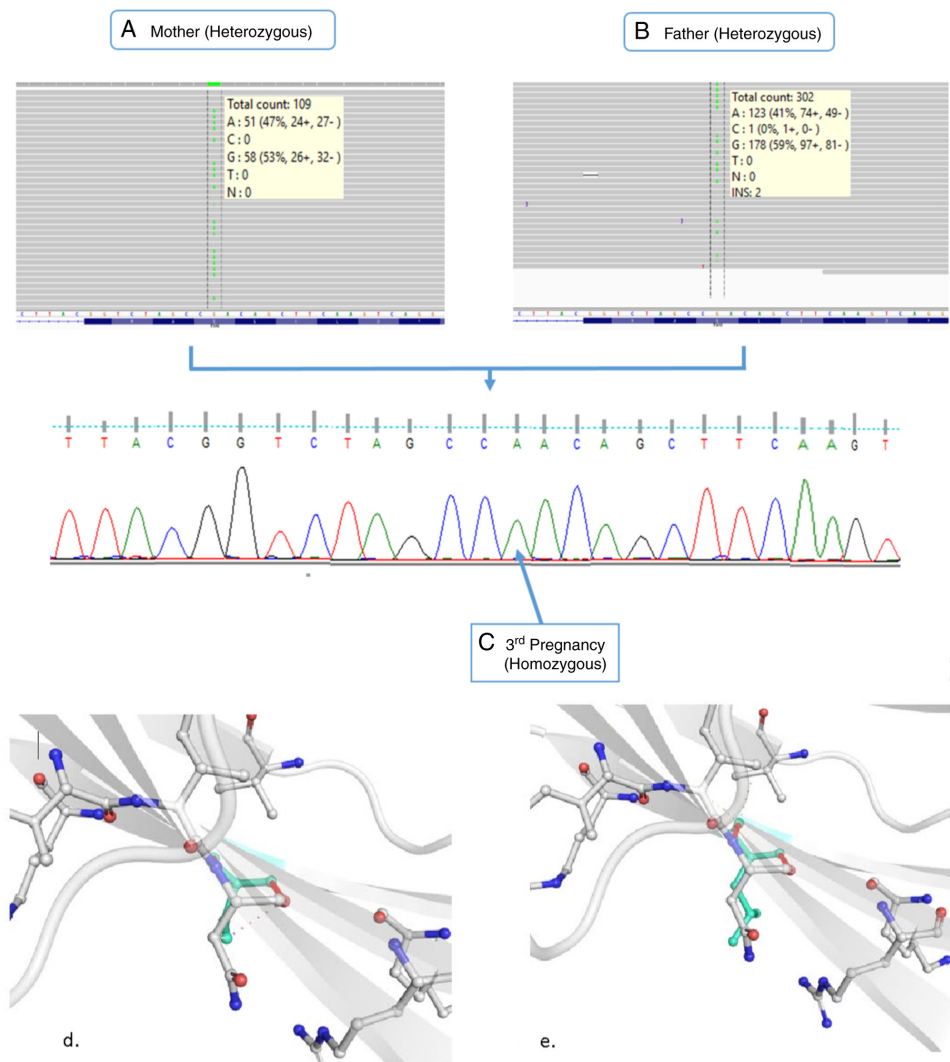 A Mother (Heterozygous)
B Father (Heterozygous)
Total count: 109
A : 51 (47%, 24+, 27- )
C : 0
G : 58 (53%, 26+, 32- )
T : 0
N : 0
Total count: 302
A : 123 (41%, 74+, 49- )
C : 1 (0%, 1+, 0- )
G : 178 (59%, 97+, 81- )
T : 0
N : 0
INS: 2
T T A C G G T C T A G C C A A C A G C T T C A A G T
C 3rd Pregnancy
(Homozygous)
d.
e.